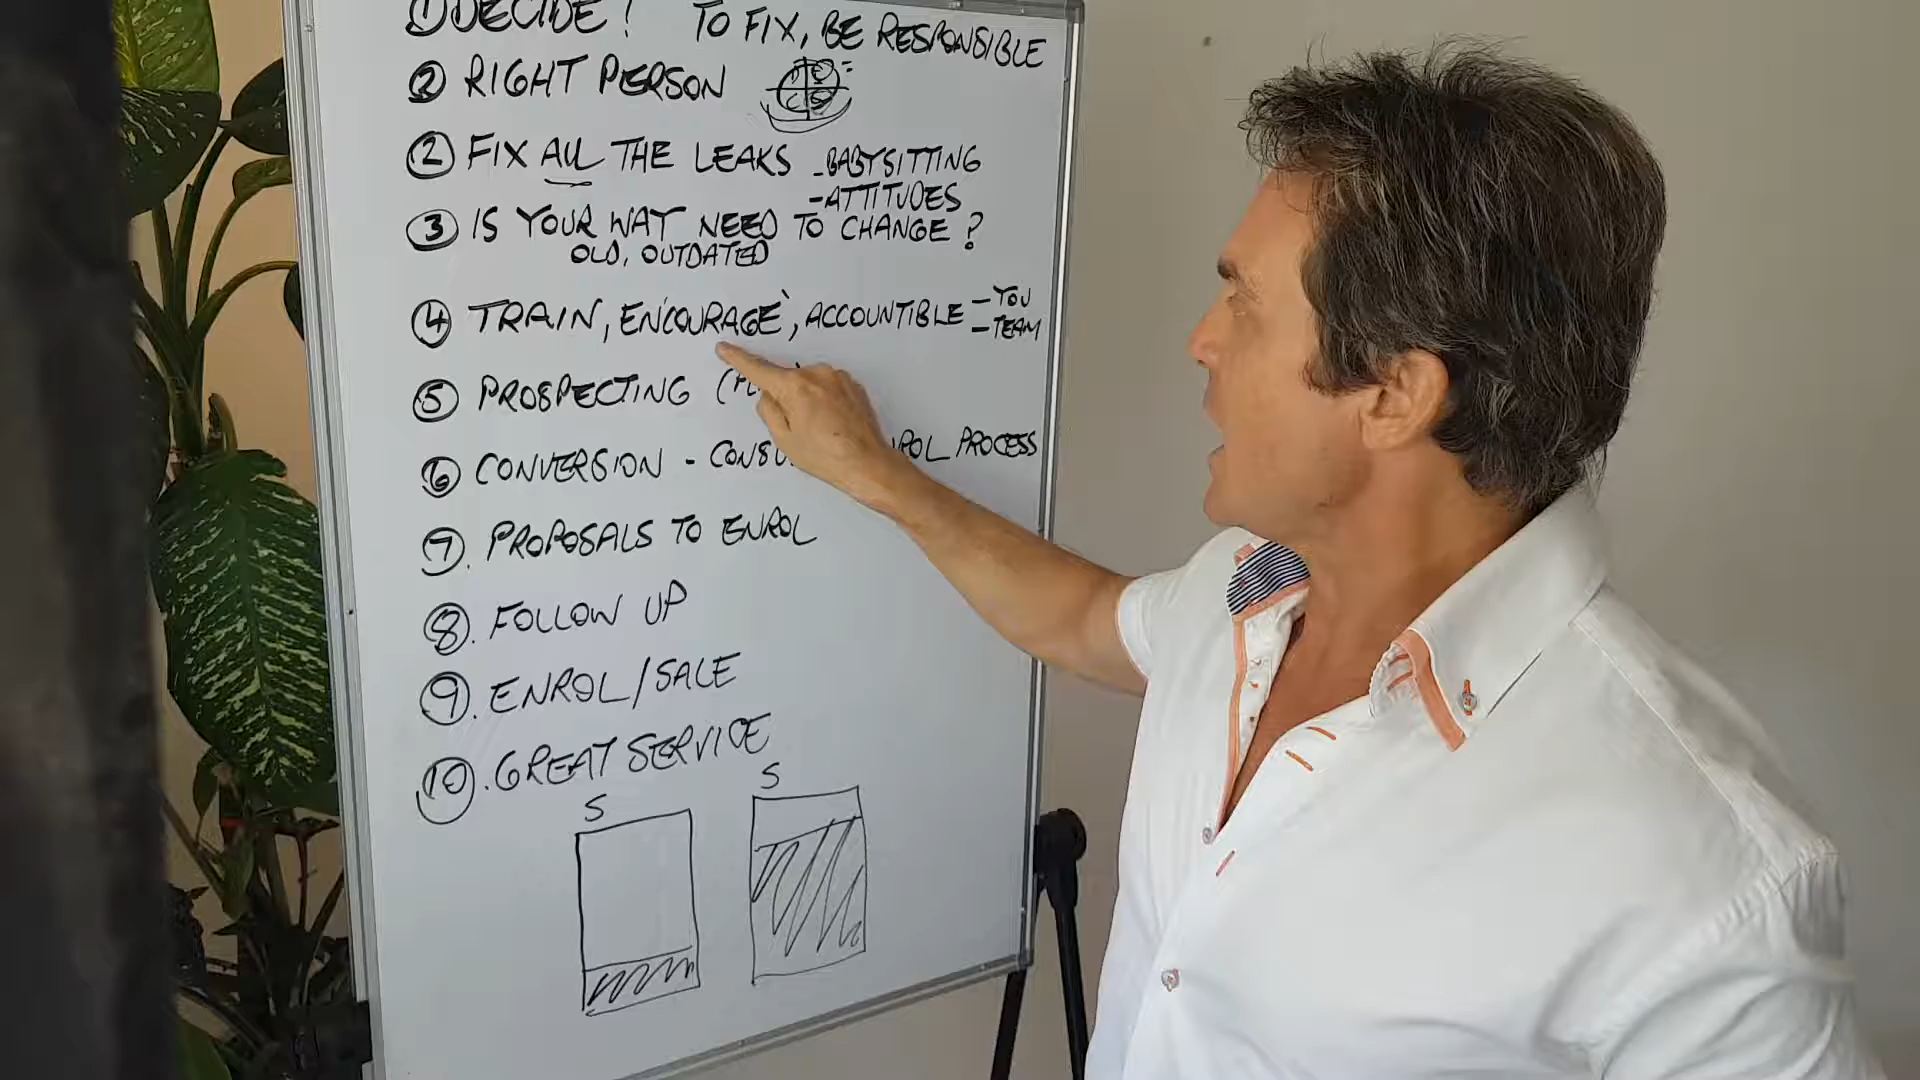 ① DECIDE! TO FIX, BE RESPONSIBLE
② RIGHT PERSON
② FIX ALL THE LEAKS - BABYSITTING
- ATTITUDES
③ IS YOUR WAY NEED TO CHANGE?
OLD, OUTDATED
④ TRAIN, 'ENCOURAGE', ACCOUNTIBLE - YOU
- TEAM
⑤ PROSPECTING
⑥ CONVERSION - PROCESS
⑦. PROPOSALS TO ENROL
⑧. FOLLOW UP
⑨. ENROL/SALE
⑩. GREAT SERVICE
S S